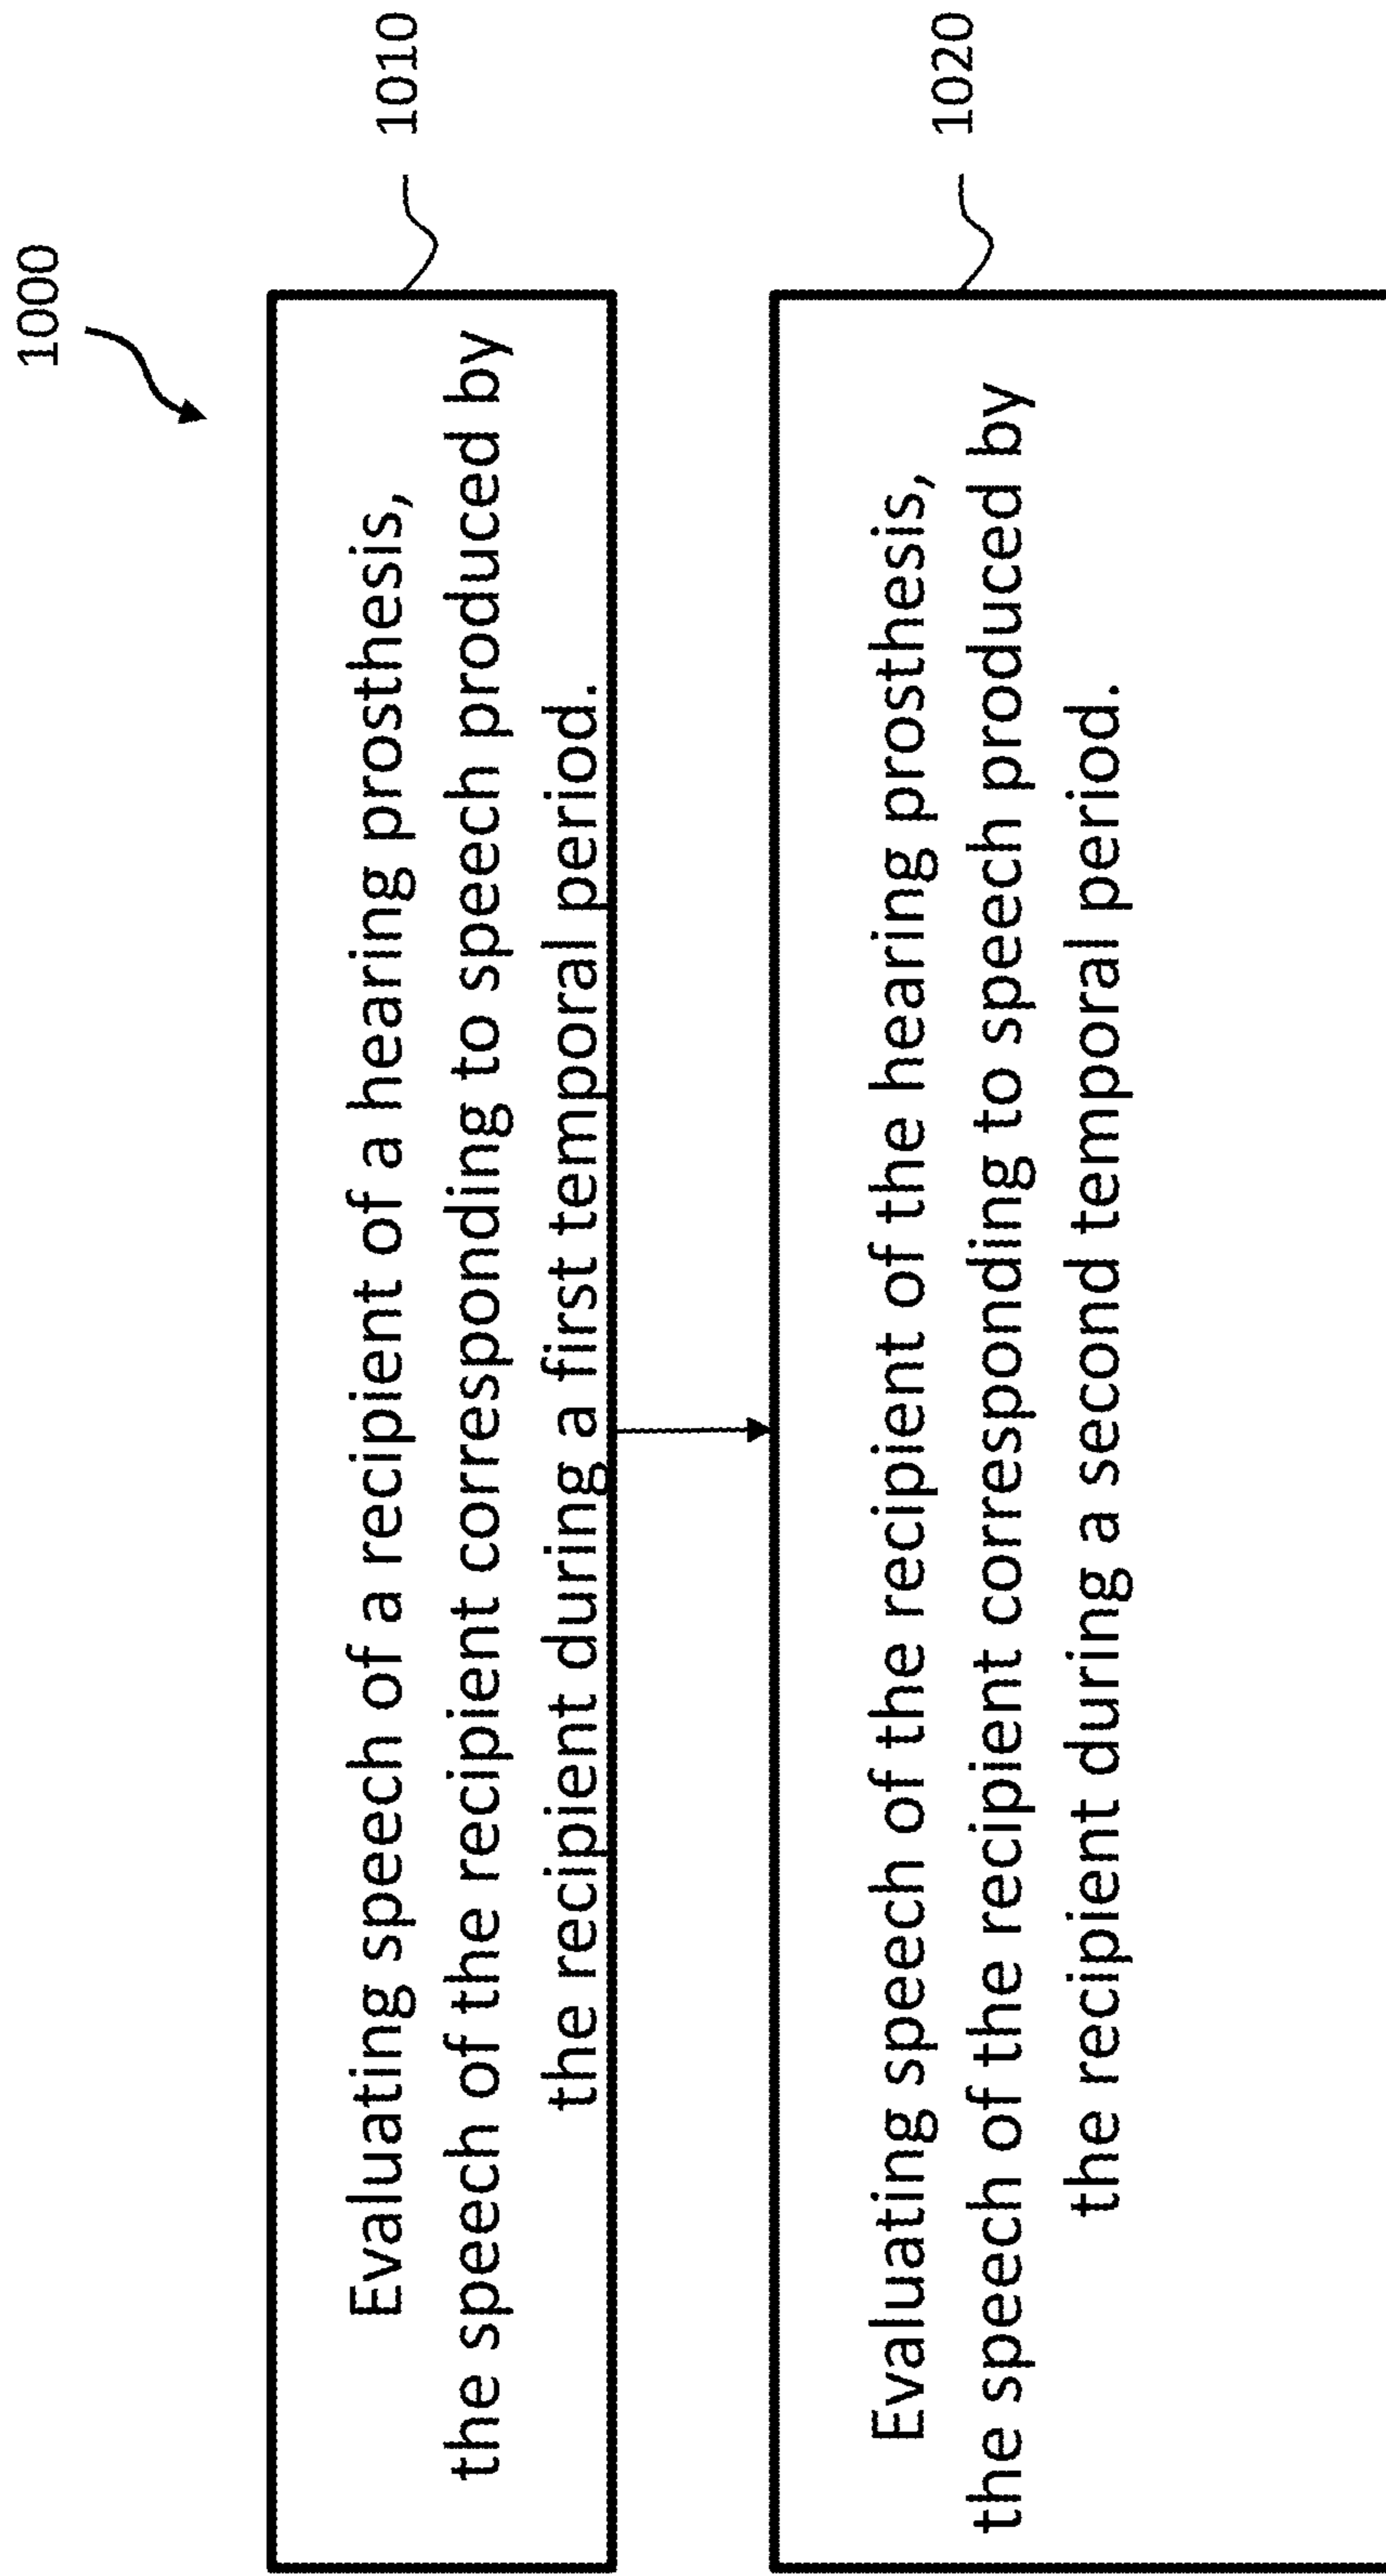 1000
Evaluating speech of a recipient of a hearing prosthesis,
the speech of the recipient corresponding to speech produced by
the recipient during a first temporal period.
1010
Evaluating speech of the recipient of the hearing prosthesis,
the speech of the recipient corresponding to speech produced by
the recipient during a second temporal period.
1020